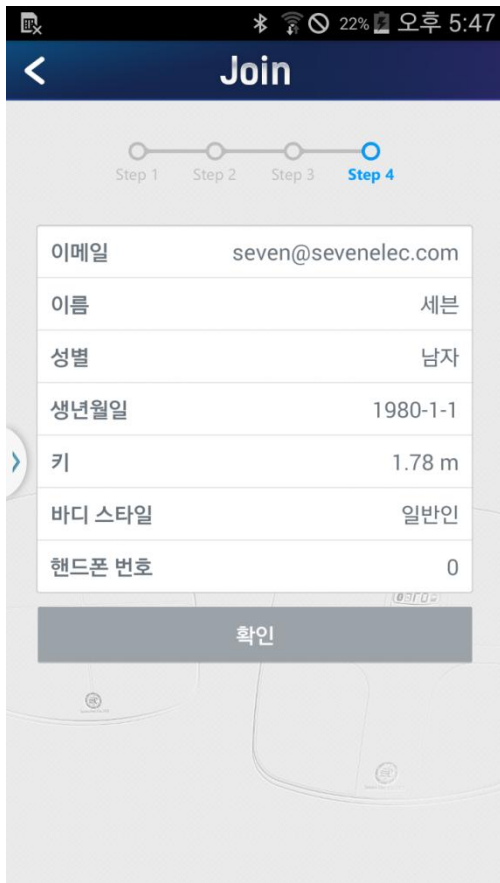 22% 오후 5:47
Join
Step 1 Step 2 Step 3 Step 4
이메일 seven@sevenelec.com
이름 세븐
성별 남자
생년월일 1980-1-1
키 1.78 m
바디 스타일 일반인
핸드폰 번호 0
확인